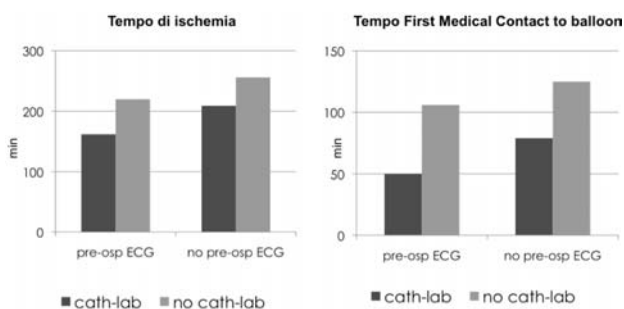 Tempo di ischemia
300
200
100
0
min
pre-osp ECG
no pre-osp ECG
cath-lab
no cath-lab
Tempo First Medical Contact to balloon
150
100
50
0
min
pre-osp ECG
no pre-osp ECG
cath-lab
no cath-lab